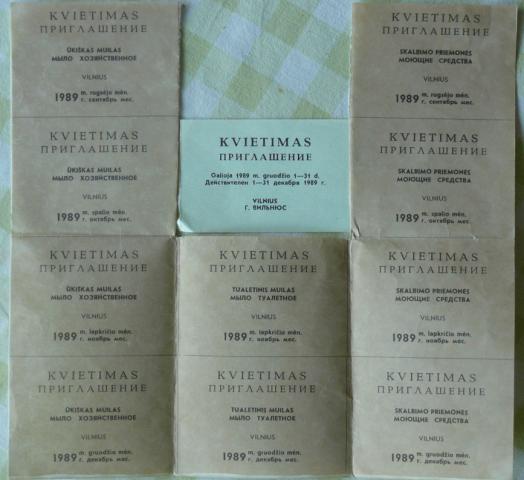 KVIETIMAS
ПРИГЛАШЕНИЕ
ŪKIŠKAS MUILAS
МЫЛО ХОЗЯЙСТВЕННОЕ
VILNIUS
1989 m. rugsėjo mėn.
г. сентябрь мес.
KVIETIMAS
ПРИГЛАШЕНИЕ
ŪKIŠKAS MUILAS
МЫЛО ХОЗЯЙСТВЕННОЕ
VILNIUS
1989 m. spalio mėn.
г. октябрь мес.
KVIETIMAS
ПРИГЛАШЕНИЕ
Galioja 1989 m. gruodžio 1—31 d.
Действителен 1—31 декабря 1989 г.
VILNIUS
Г. ВИЛЬНЮС
KVIETIMAS
ПРИГЛАШЕНИЕ
SKALBIMO PRIEMONĖS
МОЮЩИЕ СРЕДСТВА
VILNIUS
1989 m. rugsėjo mėn.
г. сентябрь мес.
KVIETIMAS
ПРИГЛАШЕНИЕ
SKALBIMO PRIEMONĖS
МОЮЩИЕ СРЕДСТВА
VILNIUS
1989 m. spalio mėn.
г. октябрь мес.
KVIETIMAS
ПРИГЛАШЕНИЕ
ŪKIŠKAS MUILAS
МЫЛО ХОЗЯЙСТВЕННОЕ
VILNIUS
1989 m. lapkričio mėn.
г. ноябрь мес.
KVIETIMAS
ПРИГЛАШЕНИЕ
TUALETINIS MUILAS
МЫЛО ТУАЛЕТНОЕ
VILNIUS
1989 m. lapkričio mėn.
г. ноябрь мес.
KVIETIMAS
ПРИГЛАШЕНИЕ
SKALBIMO PRIEMONĖS
МОЮЩИЕ СРЕДСТВА
VILNIUS
1989 m. lapkričio mėn.
г. ноябрь мес.
KVIETIMAS
ПРИГЛАШЕНИЕ
ŪKIŠKAS MUILAS
МЫЛО ХОЗЯЙСТВЕННОЕ
VILNIUS
1989 m. gruodžio mėn.
г. декабрь мес.
KVIETIMAS
ПРИГЛАШЕНИЕ
TUALETINIS MUILAS
МЫЛО ТУАЛЕТНОЕ
VILNIUS
1989 m. gruodžio mėn.
г. декабрь мес.
KVIETIMAS
ПРИГЛАШЕНИЕ
SKALBIMO PRIEMONĖS
МОЮЩИЕ СРЕДСТВА
VILNIUS
1989 m. gruodžio mėn.
г. декабрь мес.